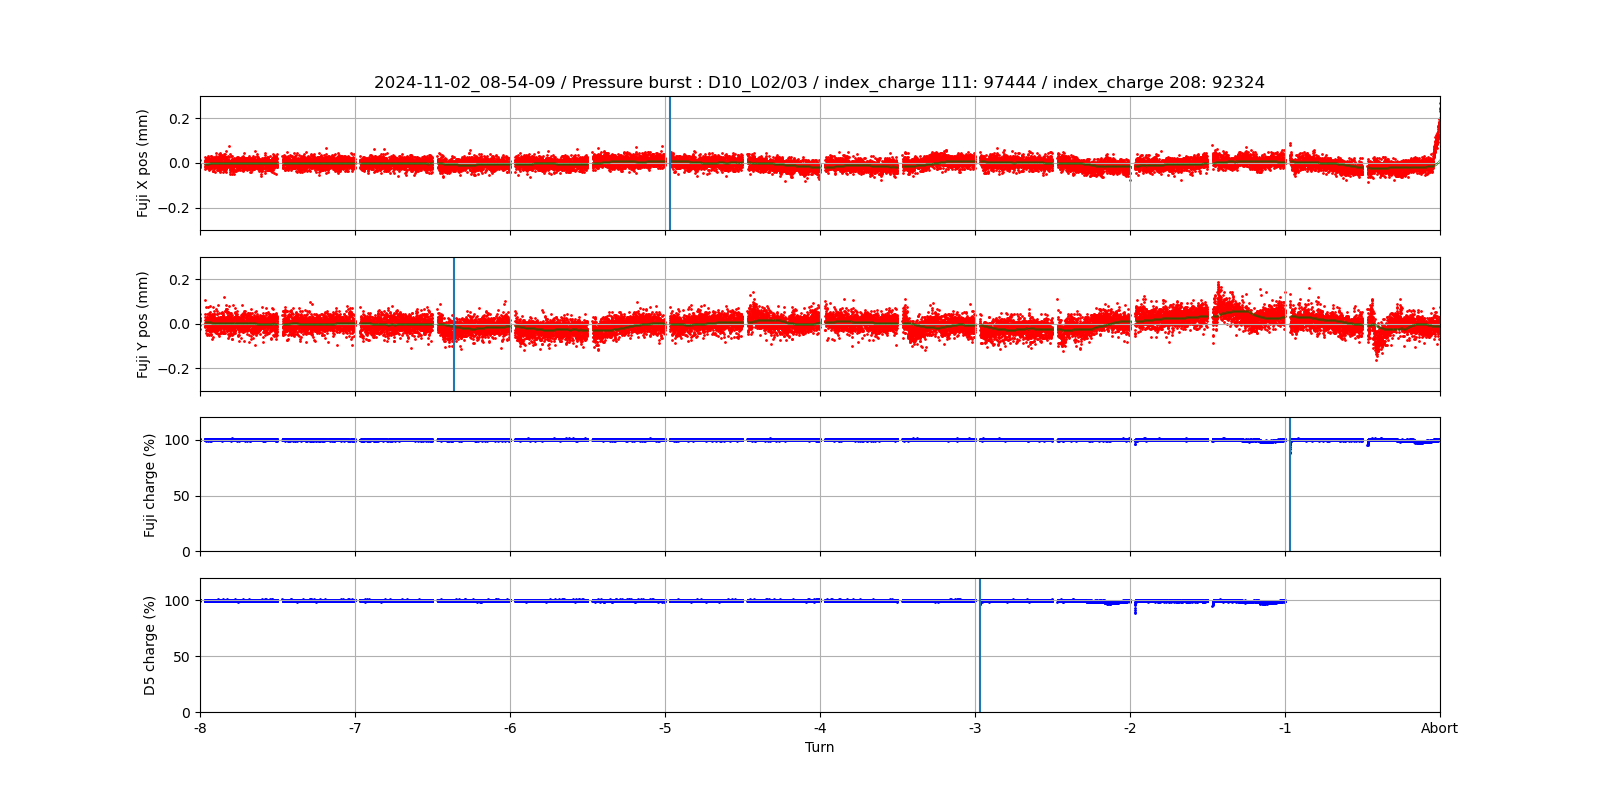 2024-11-02_08-54-09 / Pressure burst : D10_L02/03 / index_charge 111: 97444 / index_charge 208: 92324
Fuji X pos (mm)
0.2
0.0
−0.2
Fuji Y pos (mm)
0.2
0.0
−0.2
Fuji charge (%)
100
50
0
D5 charge (%)
100
50
0
-8 -7 -6 -5 -4 -3 -2 -1 Abort
Turn